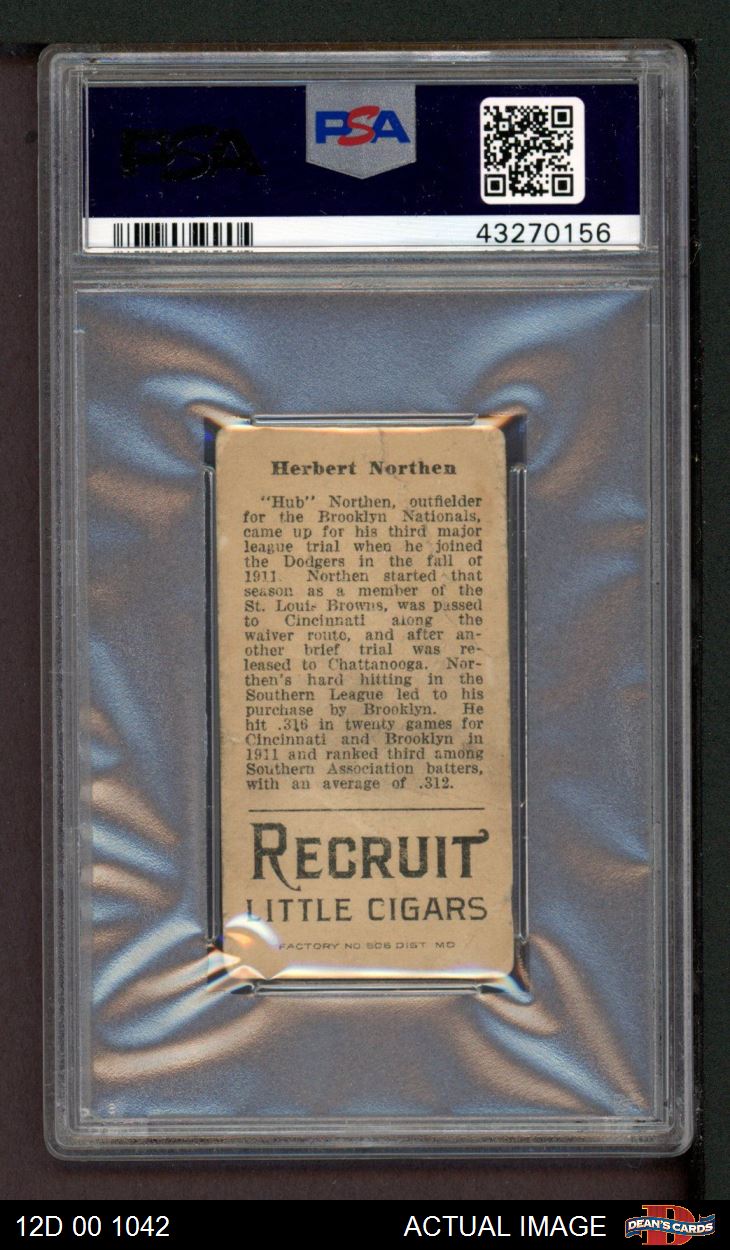 PSA
PSA
43270156
Herbert Northen
"Hub" Northen, outfielder
for the Brooklyn Nationals,
came up for his third major
league trial when he joined
the Dodgers in the fall of
1911. Northen started that
season as a member of the
St. Louis Browns, was passed
to Cincinnati along the
waiver route, and after an-
other brief trial was re-
leased to Chattanooga. Nor-
then's hard hitting in the
Southern League led to his
purchase by Brooklyn. He
hit .316 in twenty games for
Cincinnati and Brooklyn in
1911 and ranked third among
Southern Association batters,
with an average of .312.
RECRUIT
LITTLE CIGARS
FACTORY NO 606 DIST MD
12D 00 1042
ACTUAL IMAGE
DEAN'S CARDS